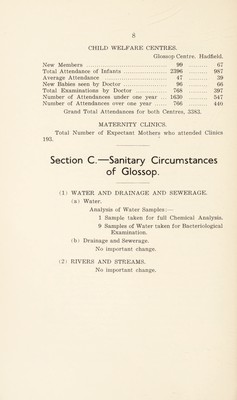 8
CHILD WELFARE CENTRES.
Glossop Centre. Hadfield.
New Members ................ 99 ............ 67
Total Attendance of Infants ................ 2396 ............ 987
Average Attendance ................ 47 ............ 39
New Babies seen by Doctor ................ 96 ............ 66
Total Examinations by Doctor ................ 768 ............ 397
Number of Attendances under one year ... 1630 ............ 547
Number of Attendances over one year ...... 766 ............ 440
Grand Total Attendances for both Centres, 3383.
MATERNITY CLINICS.
Total Number of Expectant Mothers who attended Clinics
193.
Section C.—Sanitary Circumstances
of Glossop.
(1) WATER AND DRAINAGE AND SEWERAGE.
(a) Water.
Analysis of Water Samples:—
1 Sample taken for full Chemical Analysis.
9 Samples of Water taken for Bacteriological
Examination.
(b) Drainage and Sewerage.
No important change.
(2) RIVERS AND STREAMS.
No important change.